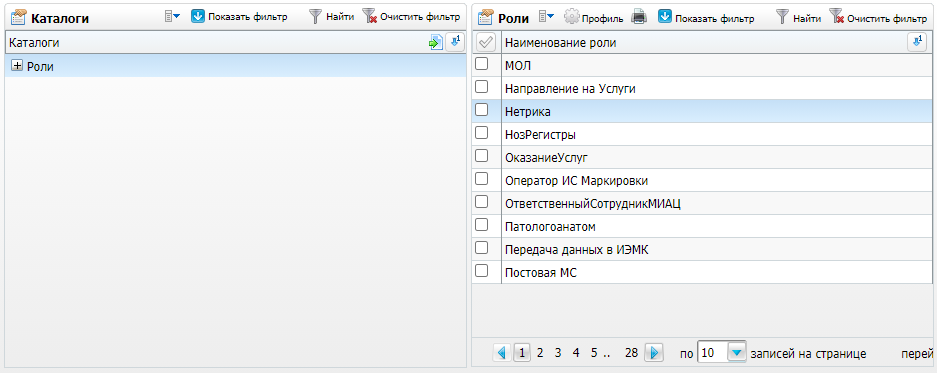 Каталоги
Показать фильтр
Найти
Очистить фильтр
Каталоги
Роли
Роли
Профиль
Показать фильтр
Найти
Очистить фильтр
Наименование роли
МОЛ
Направление на Услуги
Нетрика
НозРегистры
ОказаниеУслуг
Оператор ИС Маркировки
ОтветственныйСотрудникМИАЦ
Патологоанатом
Передача данных в ИЭМК
Постовая МС
1 2 3 4 5 .. 28 по 10 записей на странице перей